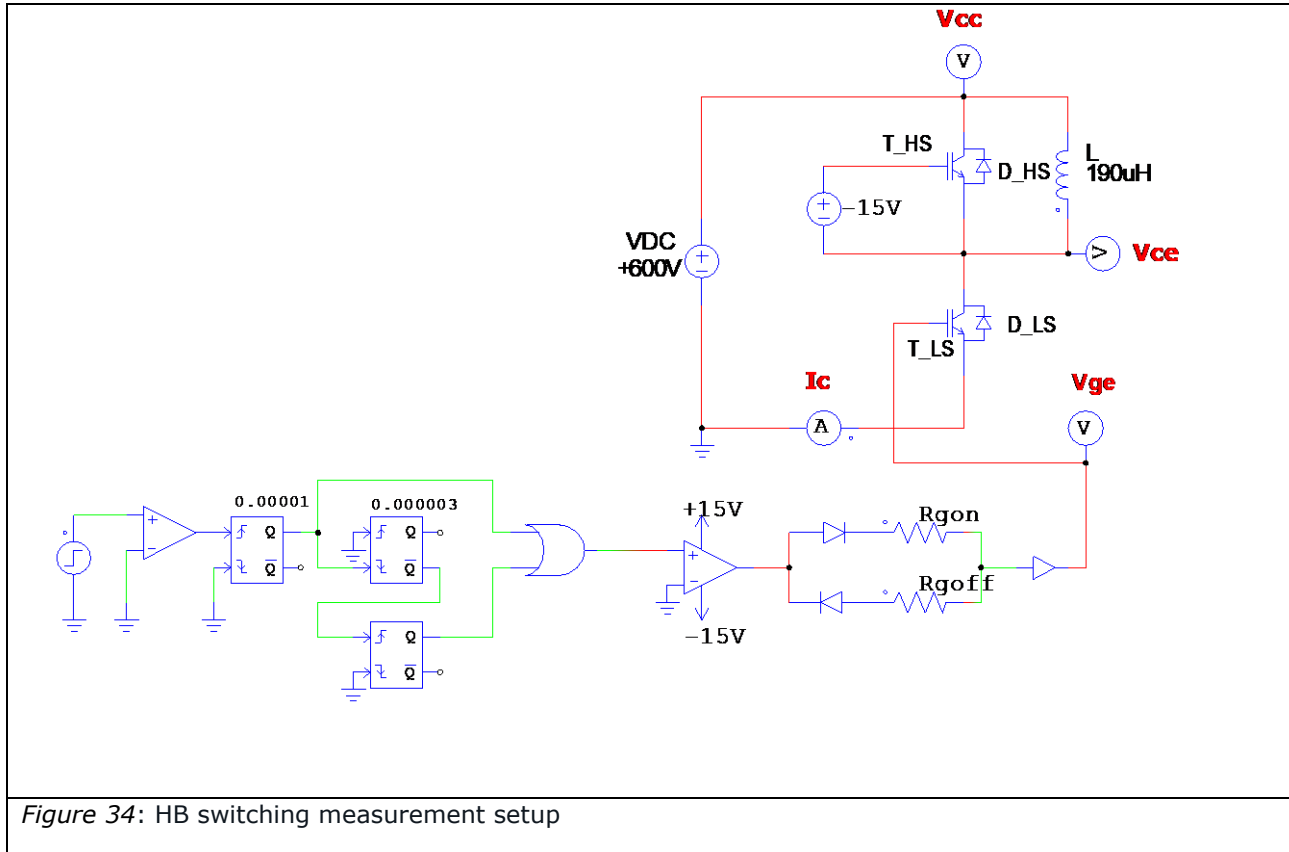 Vcc
V
T_HS
D_HS
L
190uH
+
−
−15V
VDC
+600V
+
−
V
Vce
D_LS
T_LS
Ic
Vge
A
V
0.00001
0.000003
+15V
Rgon
+
−
Q
Q
Q
Q
+
−
Rgoff
−15V
Q
Q
Figure 34: HB switching measurement setup